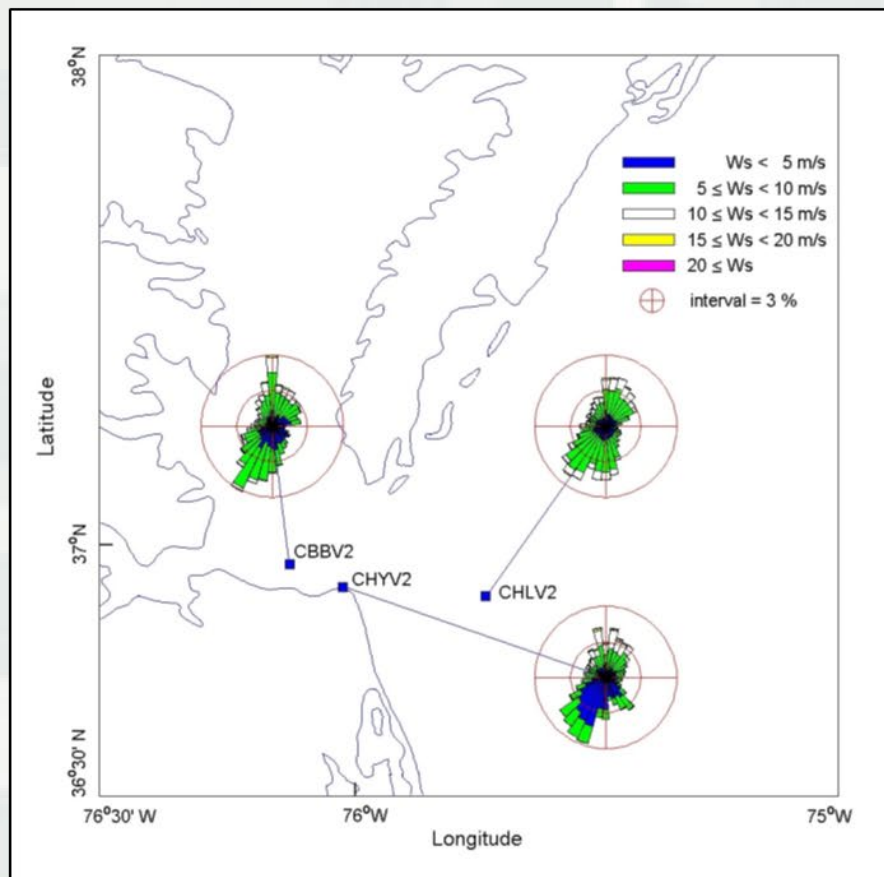 38°N
Ws < 5 m/s
5 ≤ Ws < 10 m/s
10 ≤ Ws < 15 m/s
15 ≤ Ws < 20 m/s
20 ≤ Ws
interval = 3 %
Latitude
37°N
CBBV2
CHYV2
CHLV2
36°30' N
76°30' W
76°W
75°W
Longitude